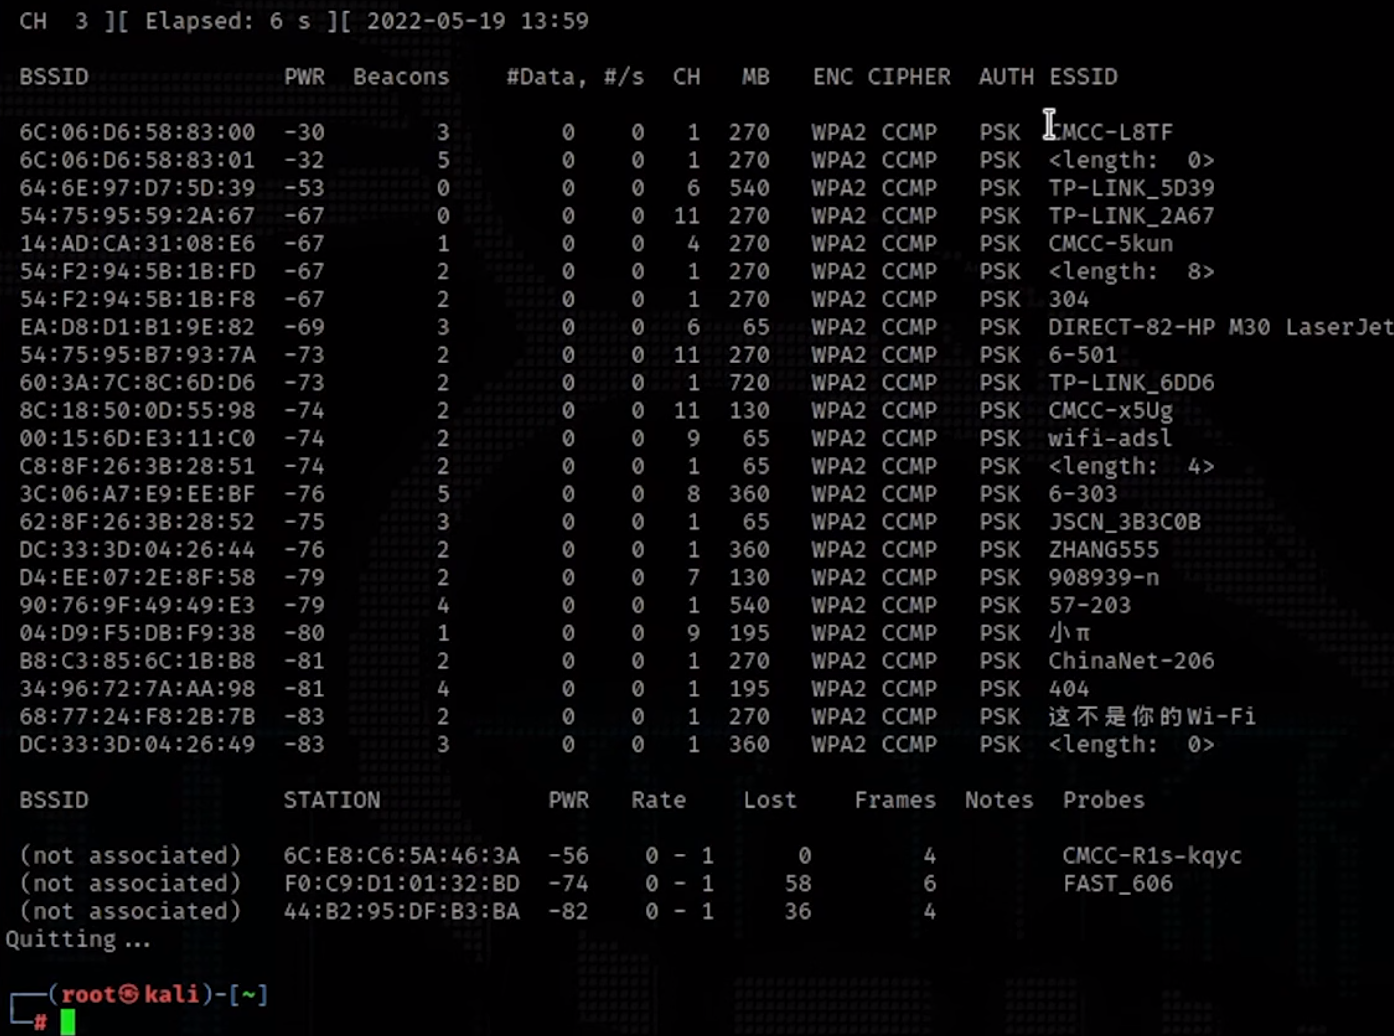 CH  3 ][ Elapsed: 6 s ][ 2022-05-19 13:59
BSSID              PWR  Beacons    #Data, #/s  CH   MB   ENC CIPHER  AUTH ESSID
6C:06:D6:58:83:00  -30        3        0    0   1  270   WPA2 CCMP   PSK  CMCC-L8TF
6C:06:D6:58:83:01  -32        5        0    0   1  270   WPA2 CCMP   PSK  <length:  0>
64:6E:97:D7:5D:39  -53        0        0    0   6  540   WPA2 CCMP   PSK  TP-LINK_5D39
54:75:95:59:2A:67  -67        0        0    0  11  270   WPA2 CCMP   PSK  TP-LINK_2A67
14:AD:CA:31:08:E6  -67        1        0    0   4  270   WPA2 CCMP   PSK  CMCC-5kun
54:F2:94:5B:1B:FD  -67        2        0    0   1  270   WPA2 CCMP   PSK  <length:  8>
54:F2:94:5B:1B:F8  -67        2        0    0   1  270   WPA2 CCMP   PSK  304
EA:D8:D1:B1:9E:82  -69        3        0    0   6   65   WPA2 CCMP   PSK  DIRECT-82-HP M30 LaserJet
54:75:95:B7:93:7A  -73        2        0    0  11  270   WPA2 CCMP   PSK  6-501
60:3A:7C:8C:6D:D6  -73        2        0    0   1  720   WPA2 CCMP   PSK  TP-LINK_6DD6
8C:18:50:0D:55:98  -74        2        0    0  11  130   WPA2 CCMP   PSK  CMCC-x5Ug
00:15:6D:E3:11:C0  -74        2        0    0   9   65   WPA2 CCMP   PSK  wifi-adsl
C8:8F:26:3B:28:51  -74        2        0    0   1   65   WPA2 CCMP   PSK  <length:  4>
3C:06:A7:E9:EE:BF  -76        5        0    0   8  360   WPA2 CCMP   PSK  6-303
62:8F:26:3B:28:52  -75        3        0    0   1   65   WPA2 CCMP   PSK  JSCN_3B3C0B
DC:33:3D:04:26:44  -76        2        0    0   1  360   WPA2 CCMP   PSK  ZHANG555
D4:EE:07:2E:8F:58  -79        2        0    0   7  130   WPA2 CCMP   PSK  908939-n
90:76:9F:49:49:E3  -79        4        0    0   1  540   WPA2 CCMP   PSK  57-203
04:D9:F5:DB:F9:38  -80        1        0    0   9  195   WPA2 CCMP   PSK  小π
B8:C3:85:6C:1B:B8  -81        2        0    0   1  270   WPA2 CCMP   PSK  ChinaNet-206
34:96:72:7A:AA:98  -81        4        0    0   1  195   WPA2 CCMP   PSK  404
68:77:24:F8:2B:7B  -83        2        0    0   1  270   WPA2 CCMP   PSK  这不是你的Wi-Fi
DC:33:3D:04:26:49  -83        3        0    0   1  360   WPA2 CCMP   PSK  <length:  0>
BSSID              STATION            PWR   Rate    Lost    Frames  Notes  Probes
(not associated)   6C:E8:C6:5A:46:3A  -56    0 - 1      0        4         CMCC-R1s-kqyc
(not associated)   F0:C9:D1:01:32:BD  -74    0 - 1     58        6         FAST_606
(not associated)   44:B2:95:DF:B3:BA  -82    0 - 1     36        4
Quitting...
┌──(root㉿kali)-[~]
└─#